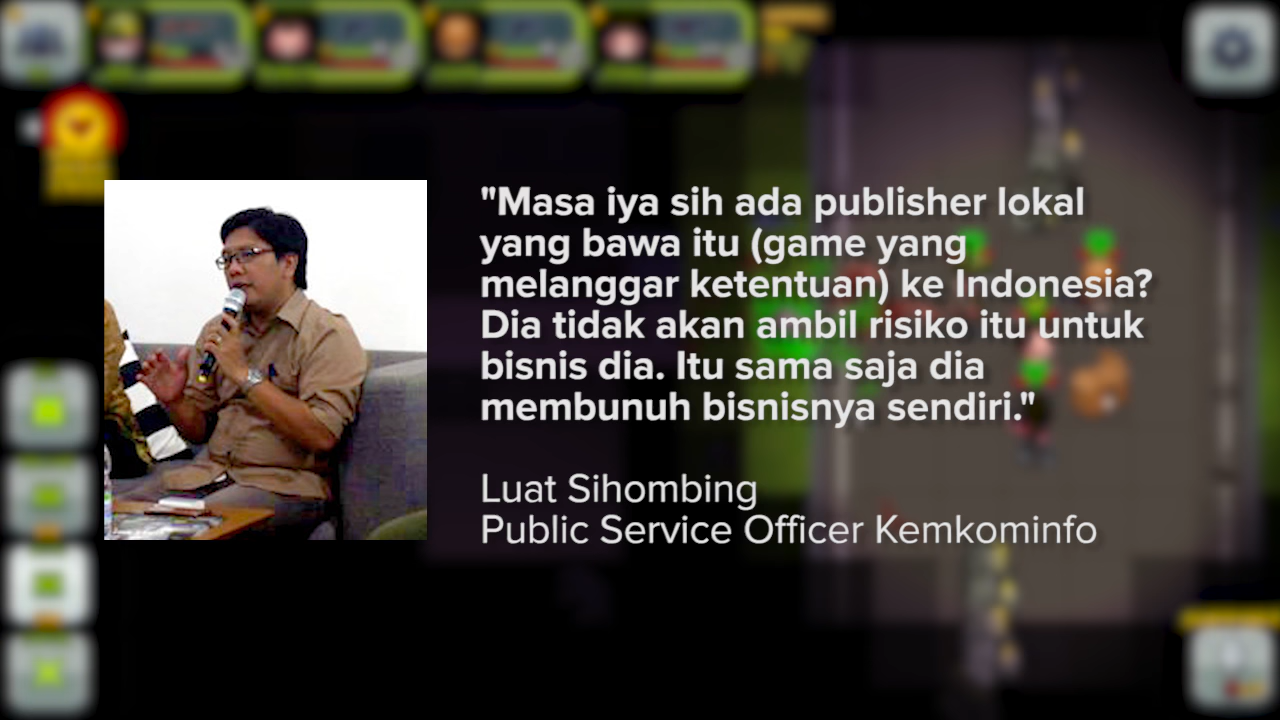 "Masa iya sih ada publisher lokal
yang bawa itu (game yang
melanggar ketentuan) ke Indonesia?
Dia tidak akan ambil risiko itu untuk
bisnis dia. Itu sama saja dia
membunuh bisnisnya sendiri."
Luat Sihombing
Public Service Officer Kemkominfo